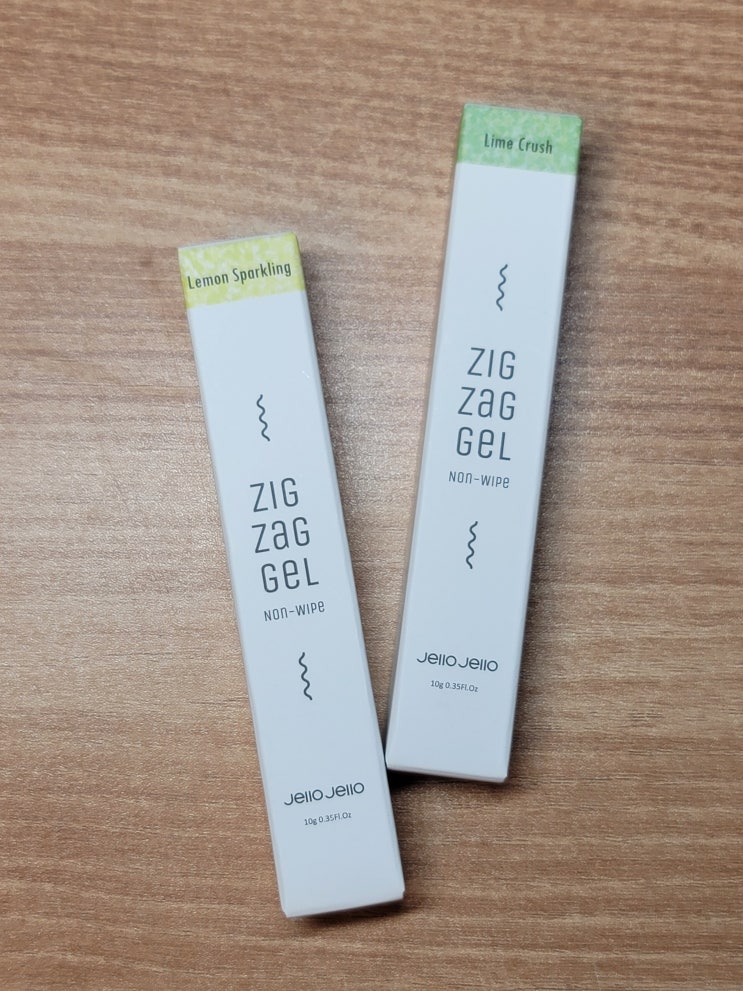 Lemon Sparkling
ZIG
ZaG
GeL
Non-WiPe
JelloJello
10g 0.35Fl.Oz
Lime Crush
ZIG
ZaG
GeL
Non-WiPe
JelloJello
10g 0.35Fl.Oz